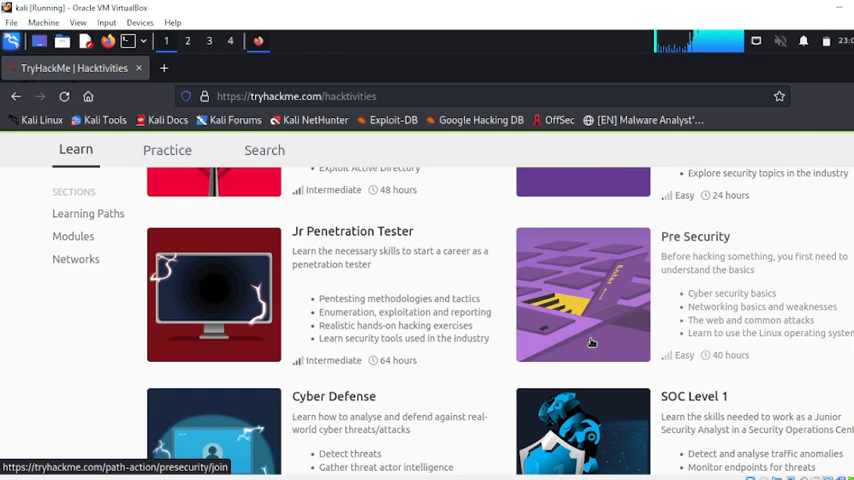 kali [Running] - Oracle VM VirtualBox
File Machine View Input Devices Help
1 2 3 4
TryHackMe | Hacktivities
https://tryhackme.com/hacktivities
Kali Linux Kali Tools Kali Docs Kali Forums Kali NetHunter Exploit-DB Google Hacking DB OffSec [EN] Malware Analyst'...
Learn Practice Search
SECTIONS
Learning Paths
Modules
Networks
Exploit Active Directory
Intermediate 48 hours
Explore security topics in the industry
Easy 24 hours
Jr Penetration Tester
Learn the necessary skills to start a career as a
penetration tester
Pentesting methodologies and tactics
Enumeration, exploitation and reporting
Realistic hands-on hacking exercises
Learn security tools used in the industry
Intermediate 64 hours
Pre Security
Before hacking something, you first need to
understand the basics
Cyber security basics
Networking basics and weaknesses
The web and common attacks
Learn to use the Linux operating system
Easy 40 hours
Cyber Defense
Learn how to analyse and defend against real-
world cyber threats/attacks
Detect threats
Gather threat actor intelligence
SOC Level 1
Learn the skills needed to work as a Junior
Security Analyst in a Security Operations Cent
Detect and analyse traffic anomalies
Monitor endpoints for threats
https://tryhackme.com/path-action/presecurity/join